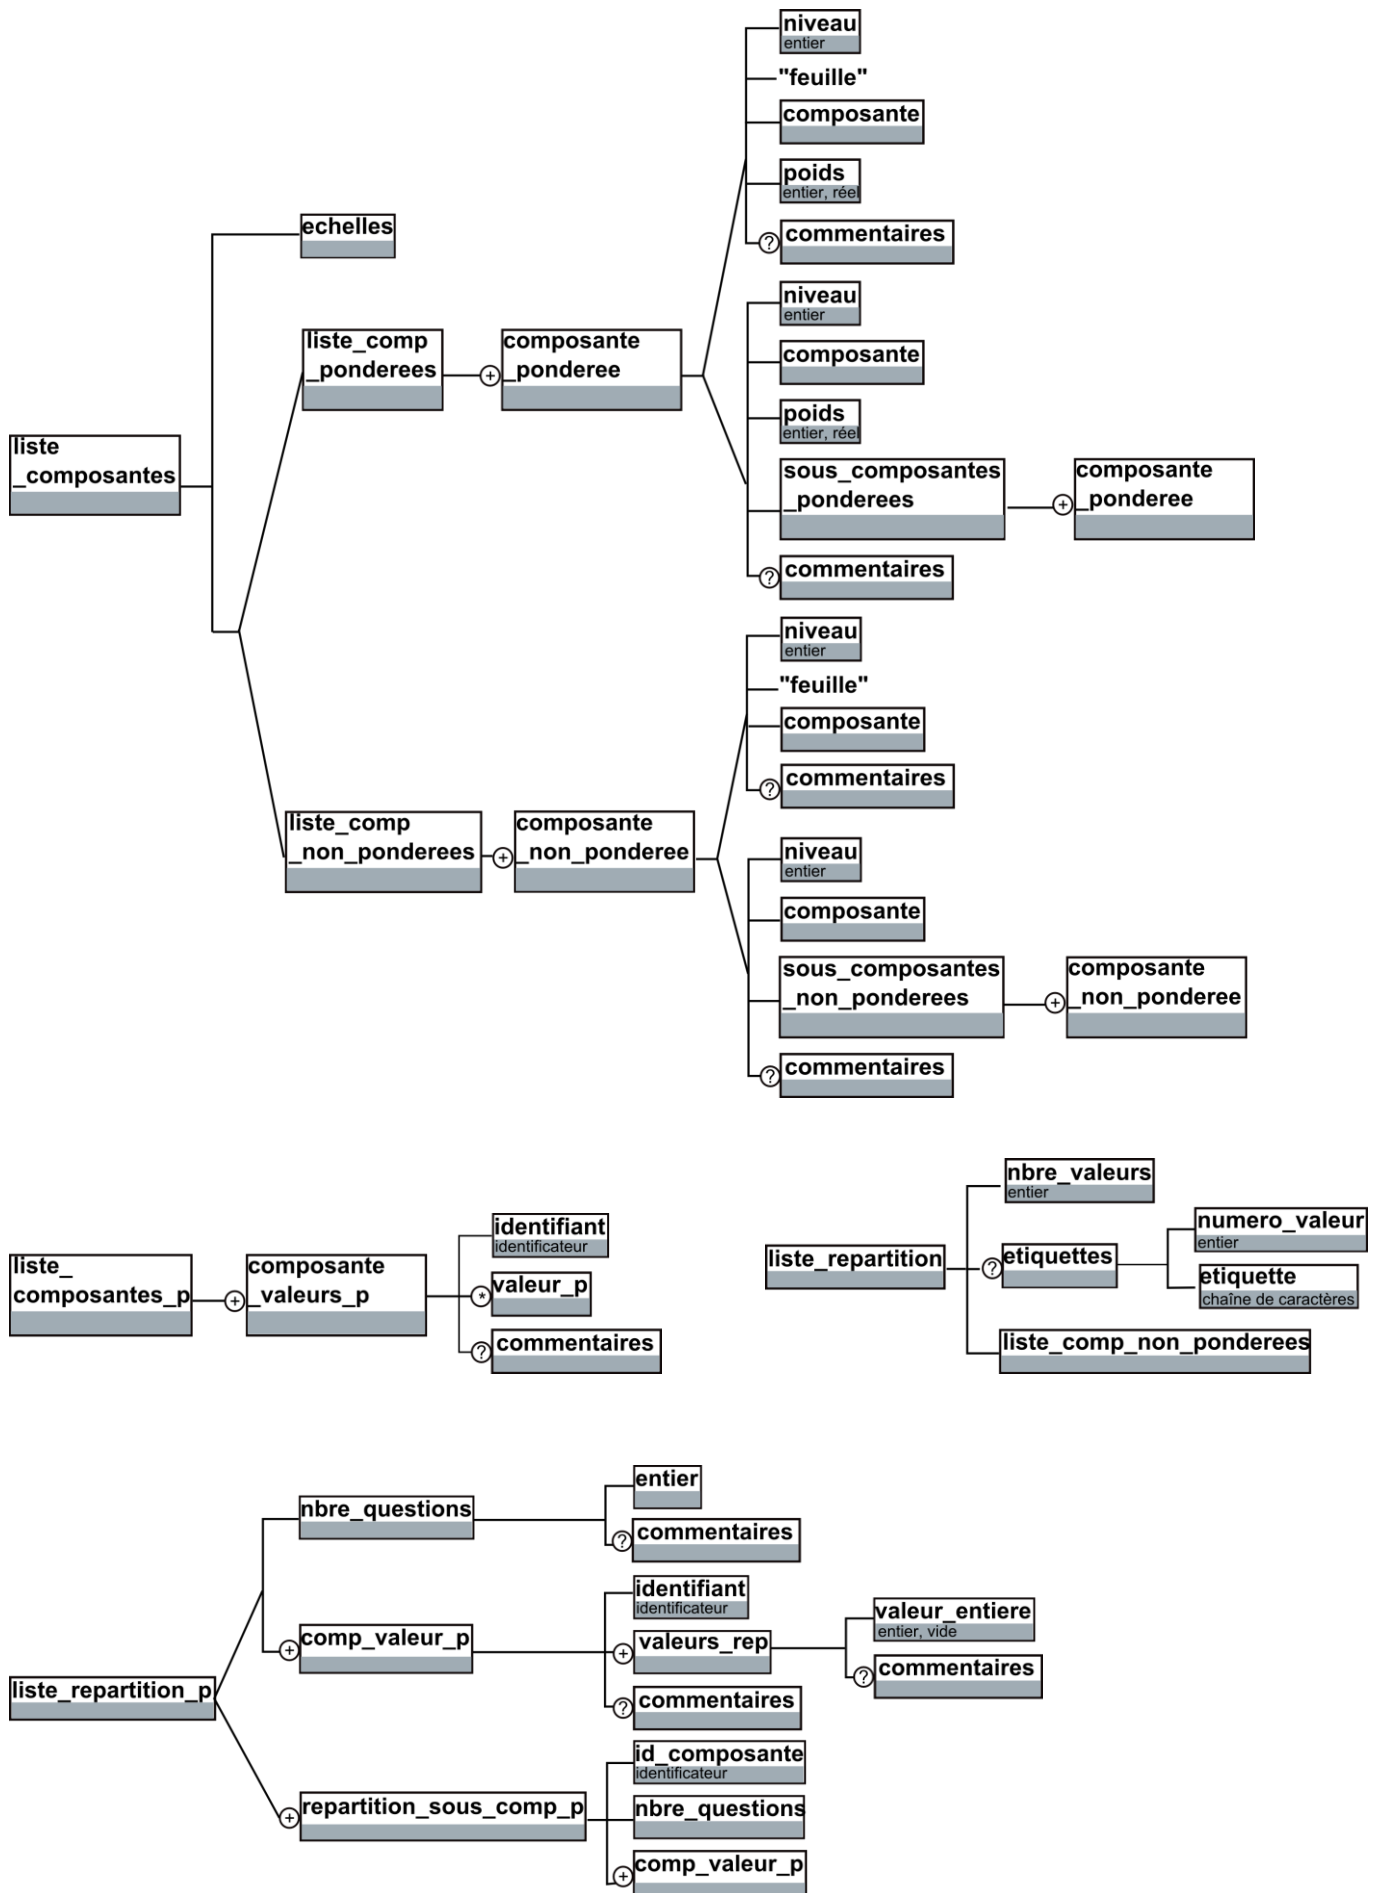 niveau
entier
"feuille"
composante
poids
entier, réel
commentaires
echelles
niveau
entier
composante
poids
entier, réel
sous_composantes
_ponderees
composante
_ponderee
commentaires
liste_comp
_ponderees
composante
_ponderee
liste
_composantes
niveau
entier
"feuille"
composante
commentaires
liste_comp
_non_ponderees
composante
_non_ponderee
niveau
entier
composante
sous_composantes
_non_ponderees
composante
_non_ponderee
commentaires
? 
?
?
?
+
+
+
+
liste_
composantes_p
+
composante
_valeurs_p
identifiant
identificateur
*
valeur_p
?
commentaires
liste_repartition
nbre_valeurs
entier
?
etiquettes
numero_valeur
entier
etiquette
chaîne de caractères
liste_comp_non_ponderees
liste_repartition_p
nbre_questions
entier
?
commentaires
+
comp_valeur_p
identifiant
identificateur
+
valeurs_rep
valeur_entiere
entier, vide
?
commentaires
?
commentaires
+
repartition_sous_comp_p
id_composante
identificateur
nbre_questions
+
comp_valeur_p